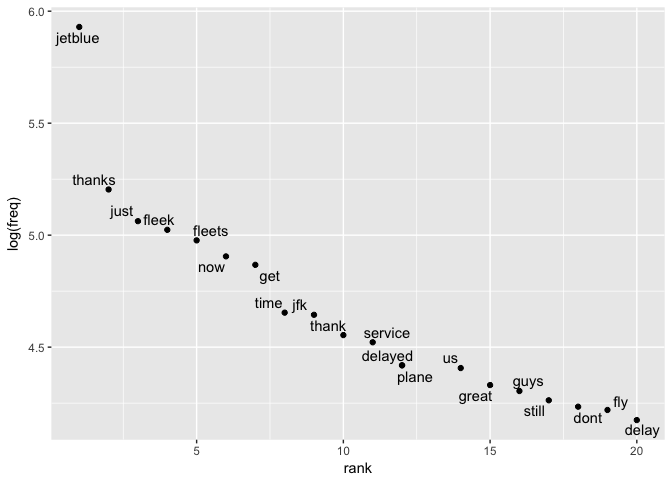 6.0
jetblue
5.5
thanks
just
fleek
fleets
5.0
now
get
time
jfk
thank
service
4.5
delayed
plane
us
great
guys
still
dont
fly
delay
5
10
15
20
rank
log(freq)